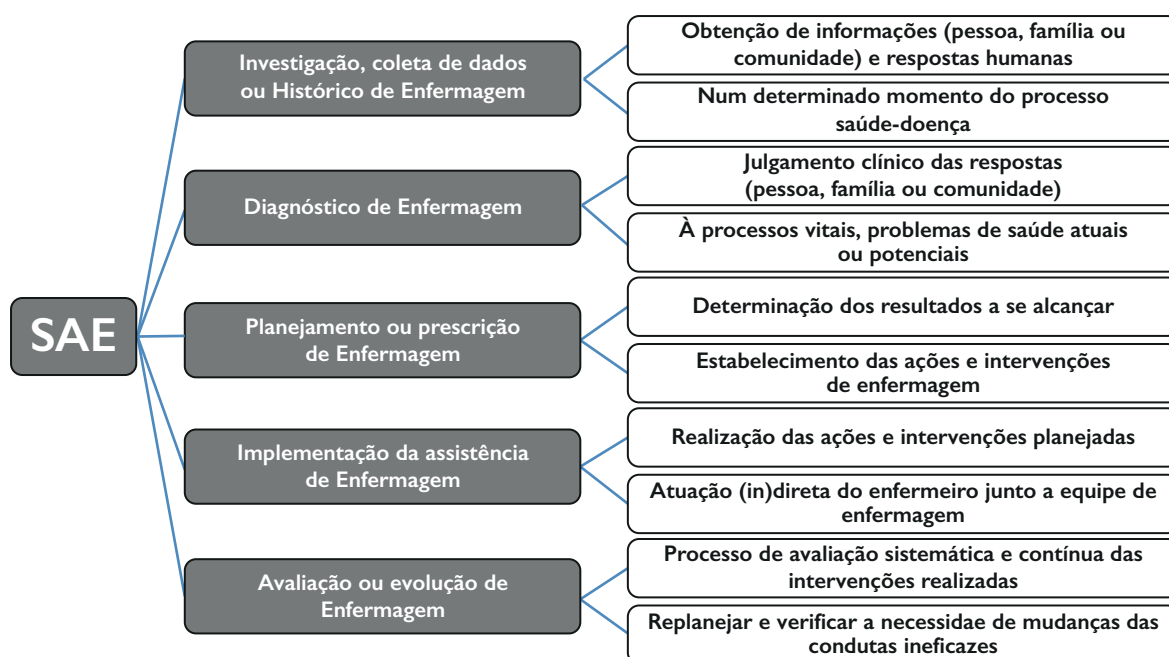 SAE
Investigação, coleta de dados
ou Histórico de Enfermagem
Obtenção de informações (pessoa, família ou
comunidade) e respostas humanas
Num determinado momento do processo
saúde-doença
Diagnóstico de Enfermagem
Julgamento clínico das respostas
(pessoa, família ou comunidade)
À processos vitais, problemas de saúde atuais
ou potenciais
Planejamento ou prescrição
de Enfermagem
Determinação dos resultados a se alcançar
Estabelecimento das ações e intervenções
de enfermagem
Implementação da assistência
de Enfermagem
Realização das ações e intervenções planejadas
Atuação (in)direta do enfermeiro junto a equipe de
enfermagem
Avaliação ou evolução de
Enfermagem
Processo de avaliação sistemática e contínua das
intervenções realizadas
Replanejar e verificar a necessidae de mudanças das
condutas ineficazes